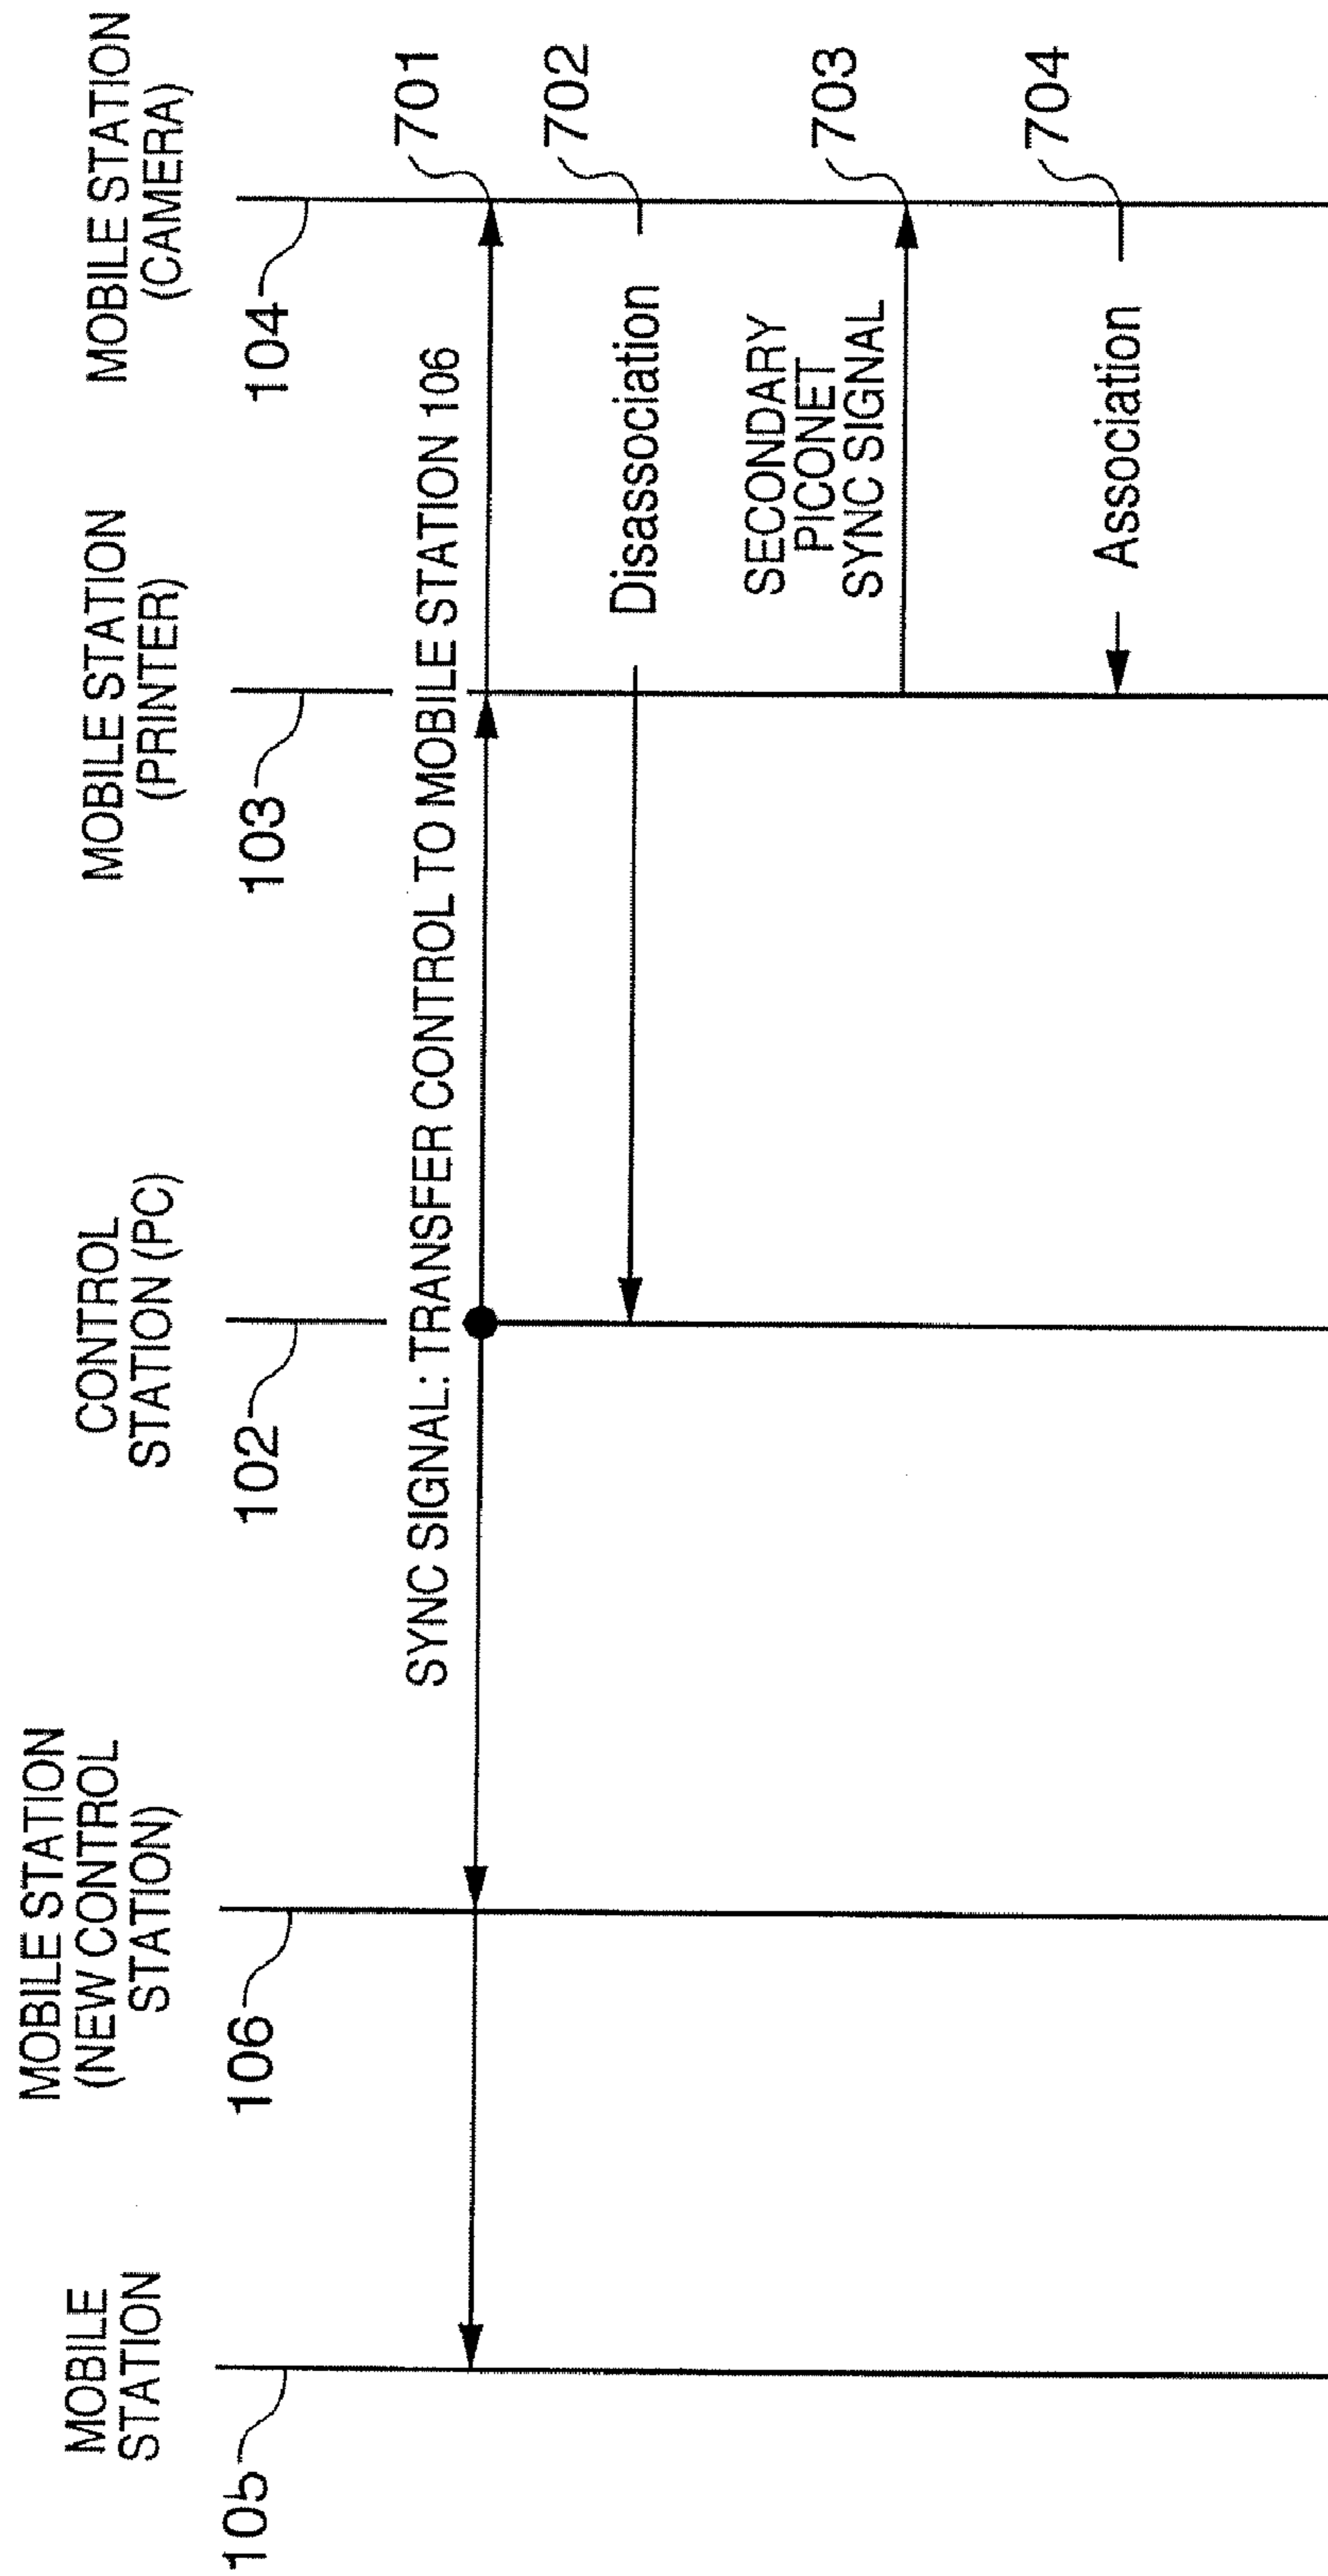 MOBILE
STATION
105
MOBILE STATION
(NEW CONTROL
STATION)
106
CONTROL
STATION (PC)
102
MOBILE STATION
(PRINTER)
103
MOBILE STATION
(CAMERA)
104
SYNC SIGNAL: TRANSFER CONTROL TO MOBILE STATION 106
701
Disassociation
702
SECONDARY
PICONET
SYNC SIGNAL
703
Association
704